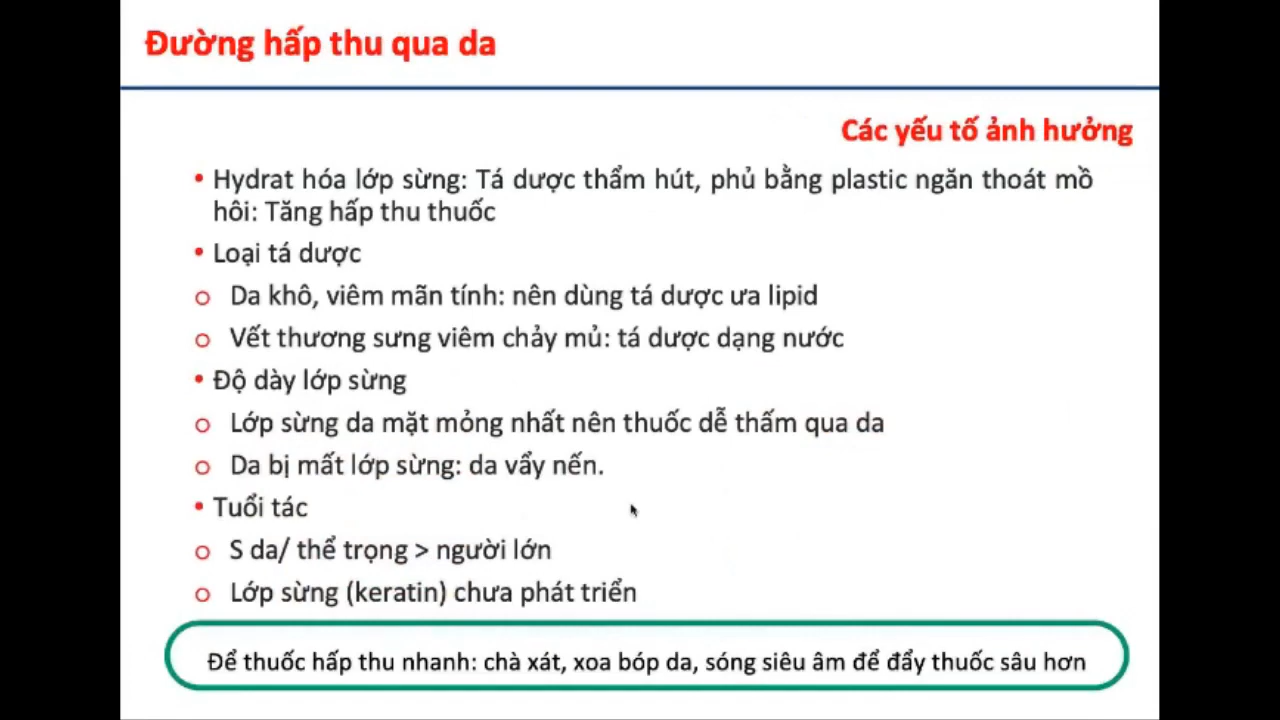 Đường hấp thu qua da
Các yếu tố ảnh hưởng
• Hydrat hóa lớp sừng: Tá dược thẩm hút, phủ bằng plastic ngăn thoát mồ
hôi: Tăng hấp thu thuốc
• Loại tá dược
o Da khô, viêm mãn tính: nên dùng tá dược ưa lipid
o Vết thương sưng viêm chảy mủ: tá dược dạng nước
• Độ dày lớp sừng
o Lớp sừng da mặt mỏng nhất nên thuốc dễ thấm qua da
o Da bị mất lớp sừng: da vẩy nến.
• Tuổi tác
o S da/ thể trọng > người lớn
o Lớp sừng (keratin) chưa phát triển
Để thuốc hấp thu nhanh: chà xát, xoa bóp da, sóng siêu âm để đẩy thuốc sâu hơn